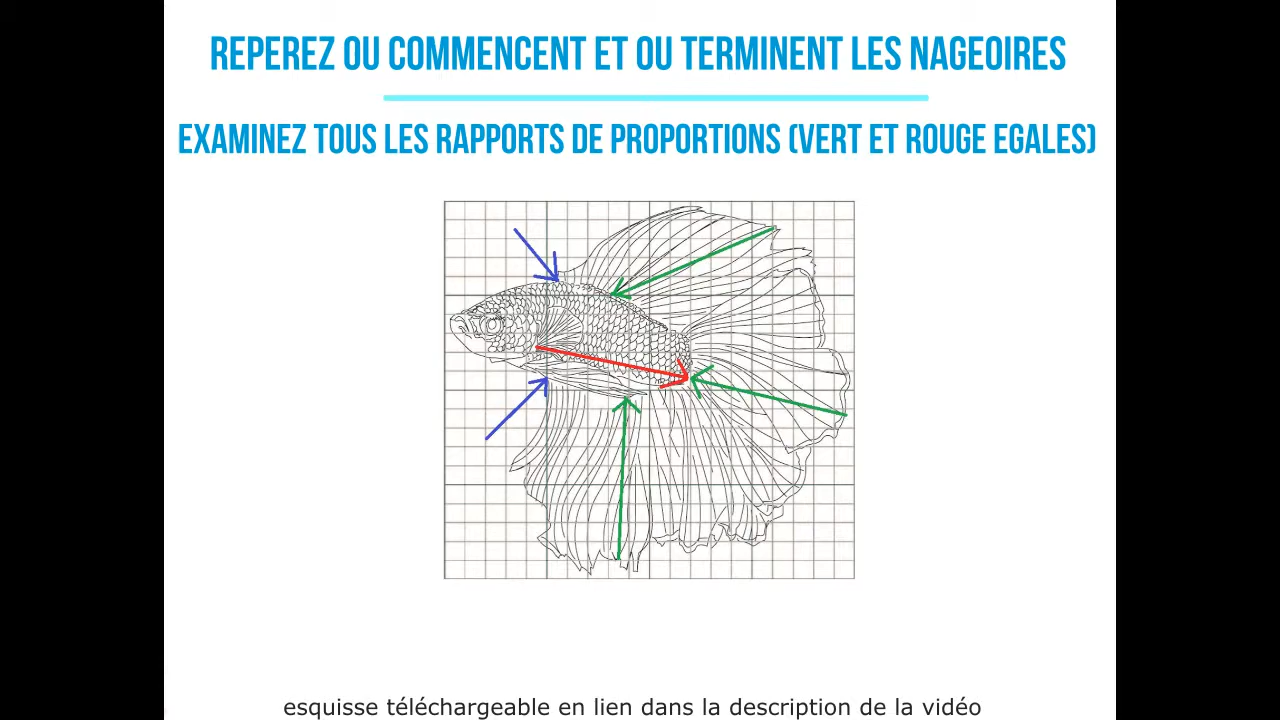 REPEREZ OU COMMENCENT ET OU TERMINENT LES NAGEOIRES
EXAMINEZ TOUS LES RAPPORTS DE PROPORTIONS (VERT ET ROUGE EGALES)
esquisse téléchargeable en lien dans la description de la vidéo